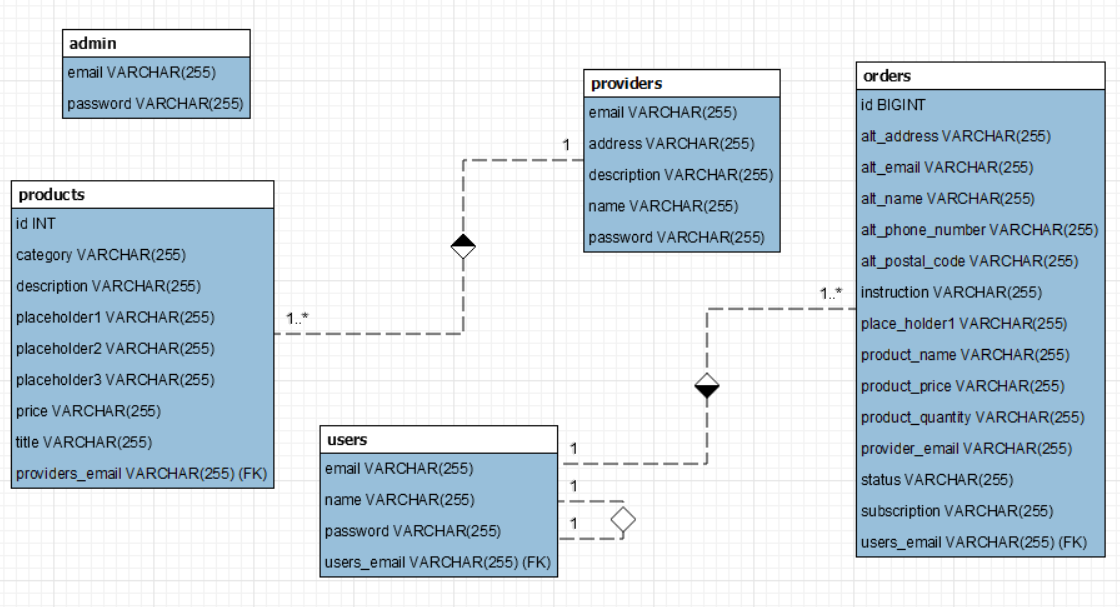 admin
email VARCHAR(255)
password VARCHAR(255)
products
id INT
category VARCHAR(255)
description VARCHAR(255)
placeholder1 VARCHAR(255)
placeholder2 VARCHAR(255)
placeholder3 VARCHAR(255)
price VARCHAR(255)
title VARCHAR(255)
providers_email VARCHAR(255) (FK)
1..*
1
providers
email VARCHAR(255)
address VARCHAR(255)
description VARCHAR(255)
name VARCHAR(255)
password VARCHAR(255)
users
email VARCHAR(255)
name VARCHAR(255)
password VARCHAR(255)
users_email VARCHAR(255) (FK)
1
1
1
1..*
orders
id BIGINT
alt_address VARCHAR(255)
alt_email VARCHAR(255)
alt_name VARCHAR(255)
alt_phone_number VARCHAR(255)
alt_postal_code VARCHAR(255)
instruction VARCHAR(255)
place_holder1 VARCHAR(255)
product_name VARCHAR(255)
product_price VARCHAR(255)
product_quantity VARCHAR(255)
provider_email VARCHAR(255)
status VARCHAR(255)
subscription VARCHAR(255)
users_email VARCHAR(255) (FK)